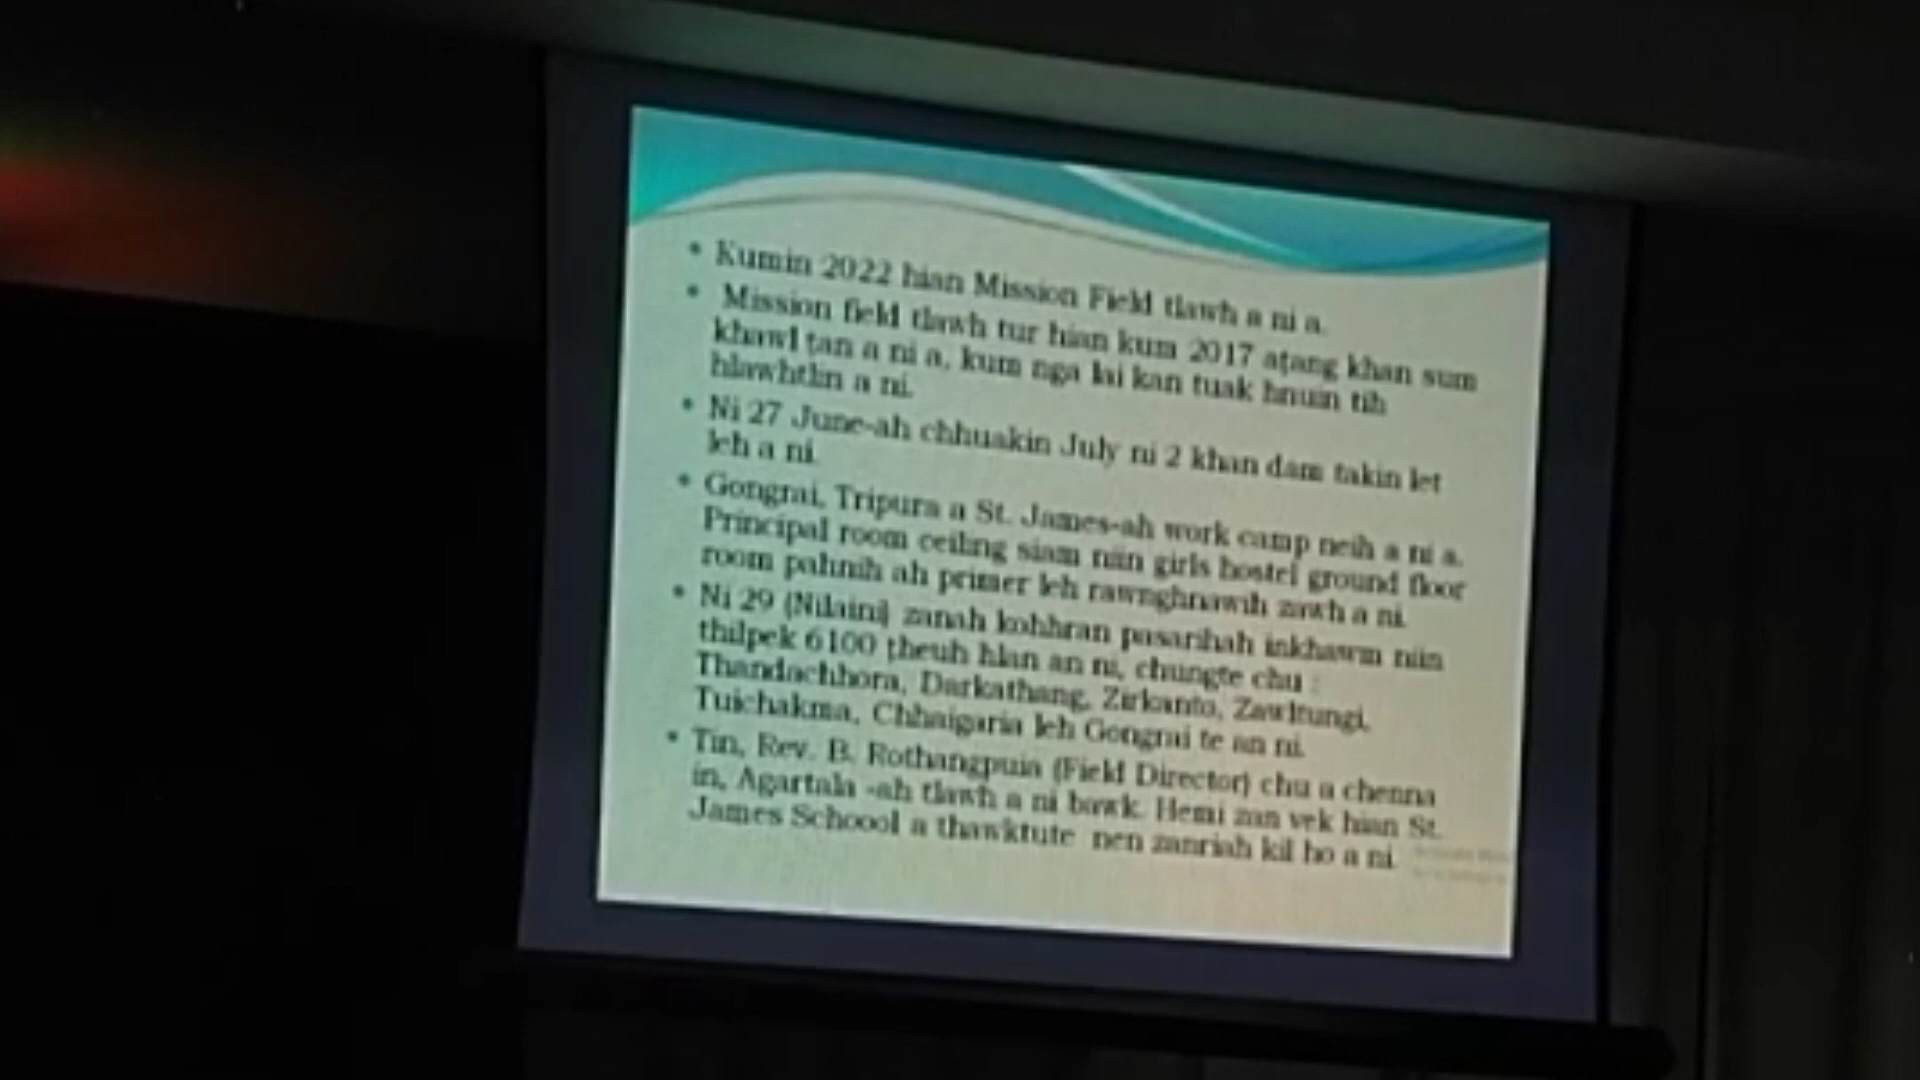 Kumin 2022 hian Mission Field tlawh a ni a.
Mission field tlawh tur hian kum 2017 aṭang khan sum
khawl ṭan a ni a, kum nga lai kan tuak hnuin tih
hlawhtlin a ni.
Ni 27 June-ah chhuakin July ni 2 khan dam takin let
leh a ni.
Gongrai, Tripura a St. James-ah work camp neih a ni a.
Principal room ceiling siam niin girls hostel ground floor
room pahnih ah primer leh rawnghnawih zawh a ni.
Ni 29 (Nilaini) zanah kohhran pasarihah inkhawm niin
thilpek 6100 ṭheuh hlan an ni, chungte chu :
Thandachhora, Darkathang, Zirkanto, Zawltungi,
Tuichakma, Chhaigaria leh Gongrai te an ni.
Tin, Rev. B. Rothangpuia (Field Director) chu a chenna
in, Agartala -ah tlawh a ni bawk. Hemi zan vek hian St.
James Schoool a thawktute nen zanriah kil ho a ni